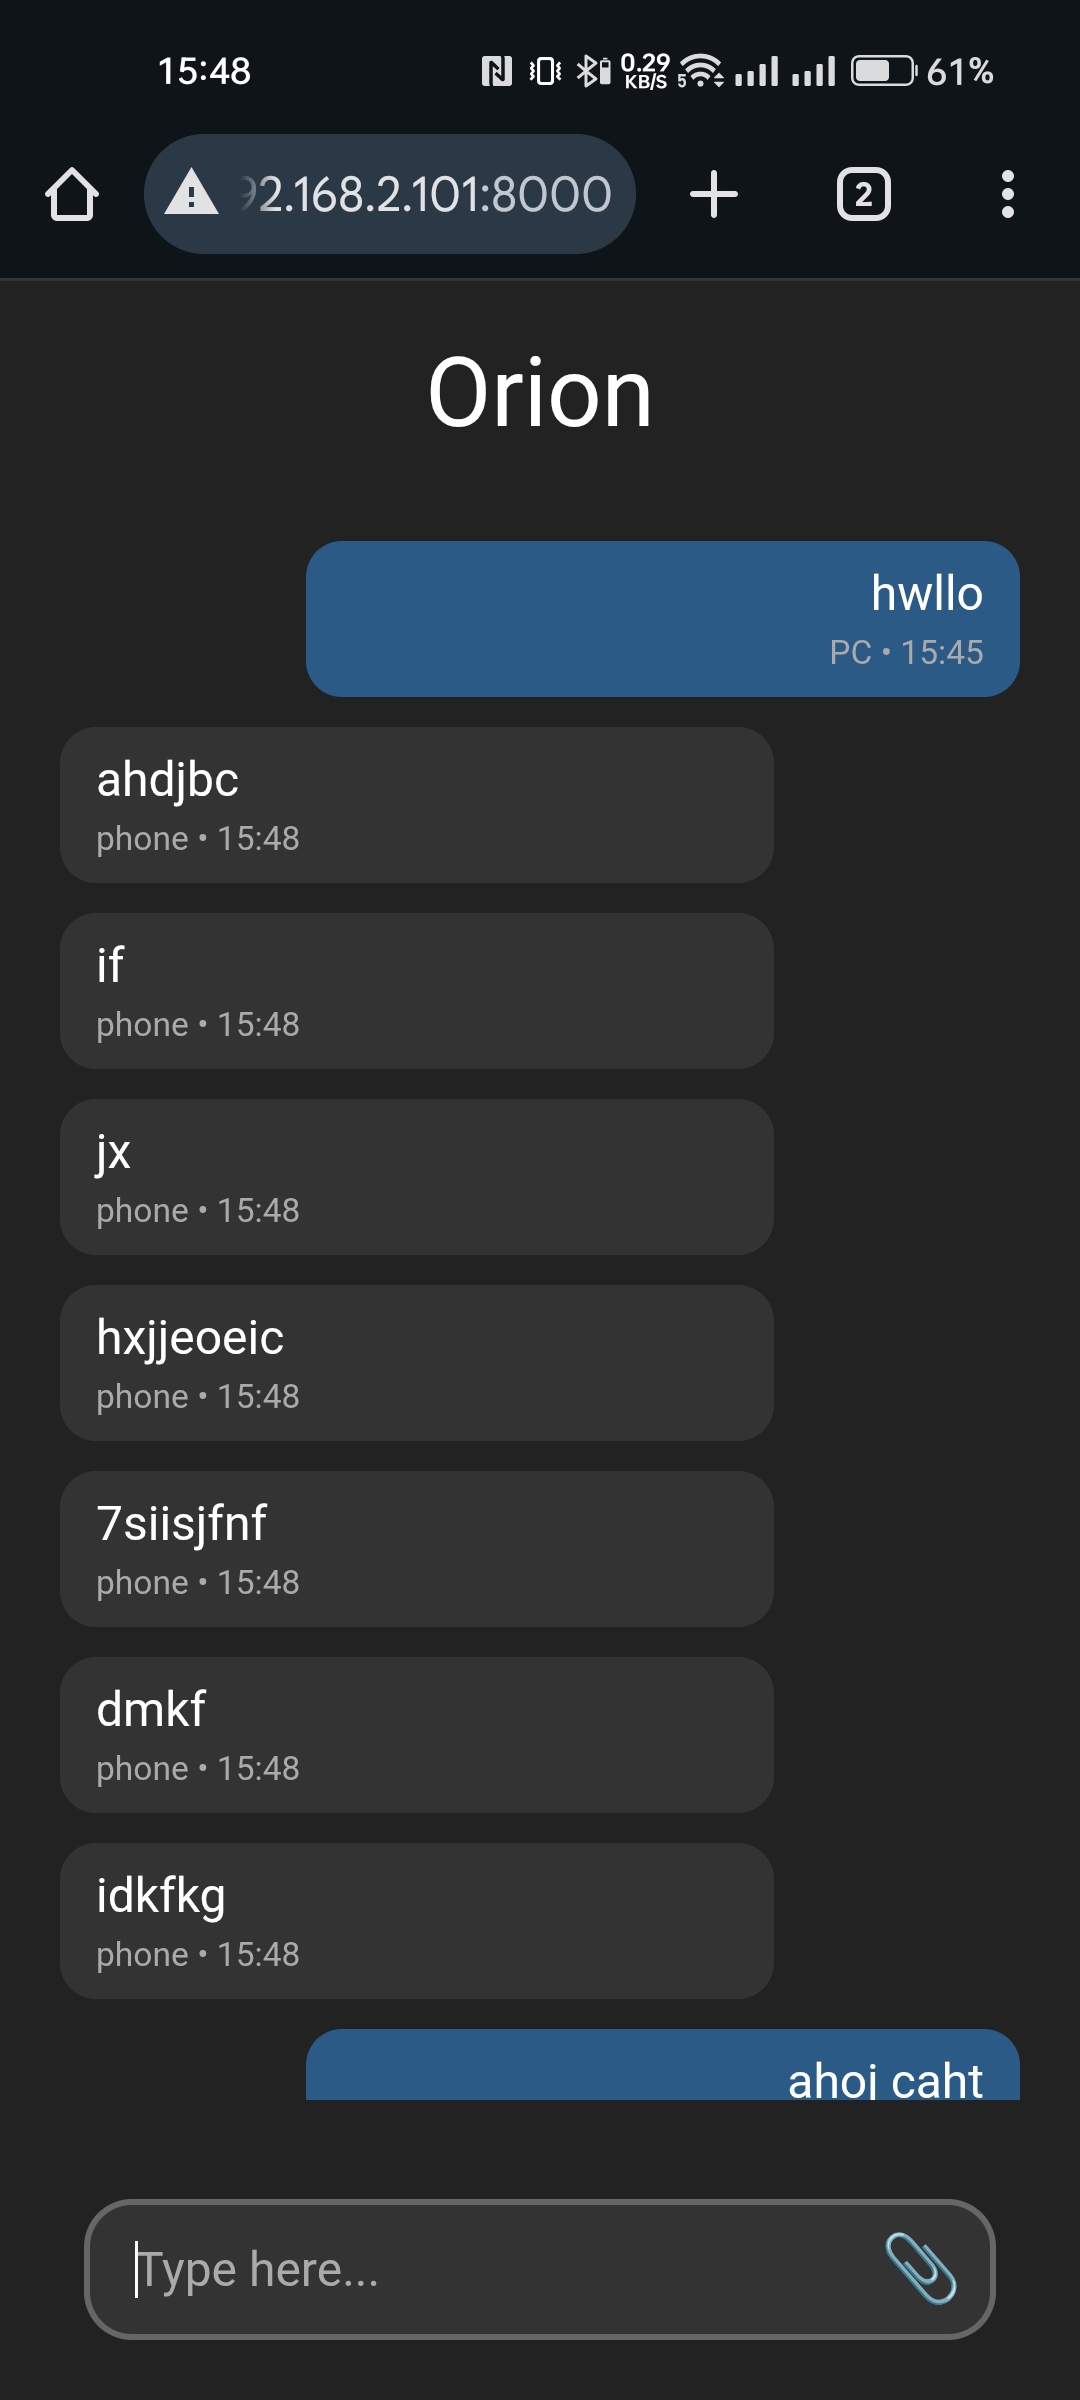 15:48
0.29
KB/S
5
61%
2.168.2.101:8000
2
Orion
hwllo
PC • 15:45
ahdjbc
phone • 15:48
if
phone • 15:48
jx
phone • 15:48
hxjjeoeic
phone • 15:48
7siisjfnf
phone • 15:48
dmkf
phone • 15:48
idkfkg
phone • 15:48
ahoj caht
Type here...